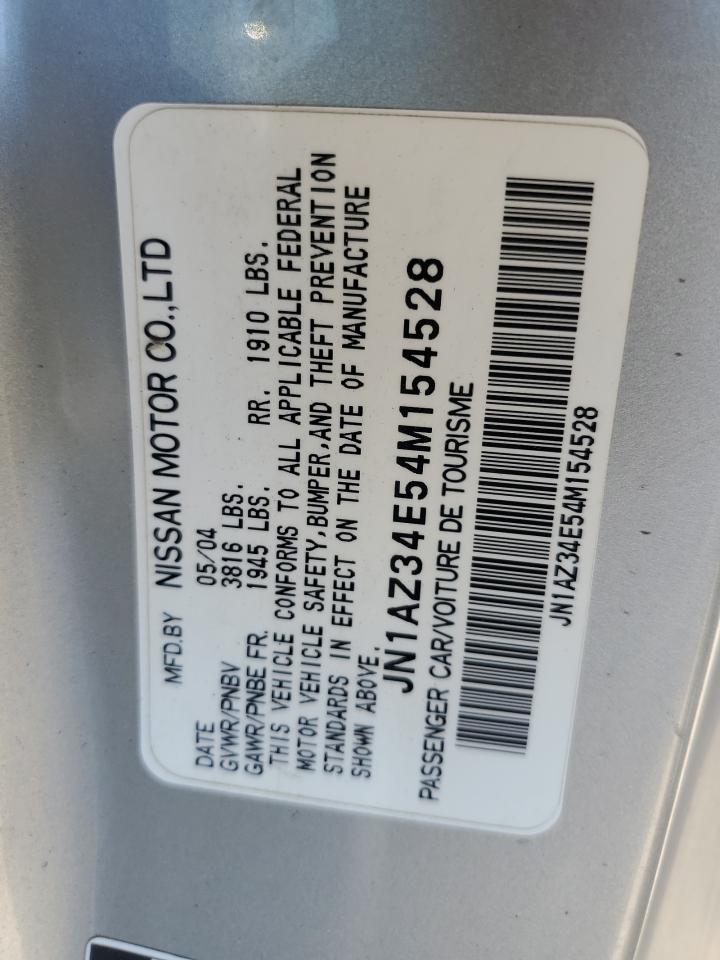 MFD.BY NISSAN MOTOR CO.,LTD
DATE 05/04
GVWR/PNBV 3816 LBS.
GAWR/PNBE FR. 1945 LBS. RR. 1910 LBS.
THIS VEHICLE CONFORMS TO ALL APPLICABLE FEDERAL
MOTOR VEHICLE SAFETY,BUMPER,AND THEFT PREVENTION
STANDARDS IN EFFECT ON THE DATE OF MANUFACTURE
SHOWN ABOVE.
JN1AZ34E54M154528
PASSENGER CAR/VOITURE DE TOURISME
JN1AZ34E54M154528